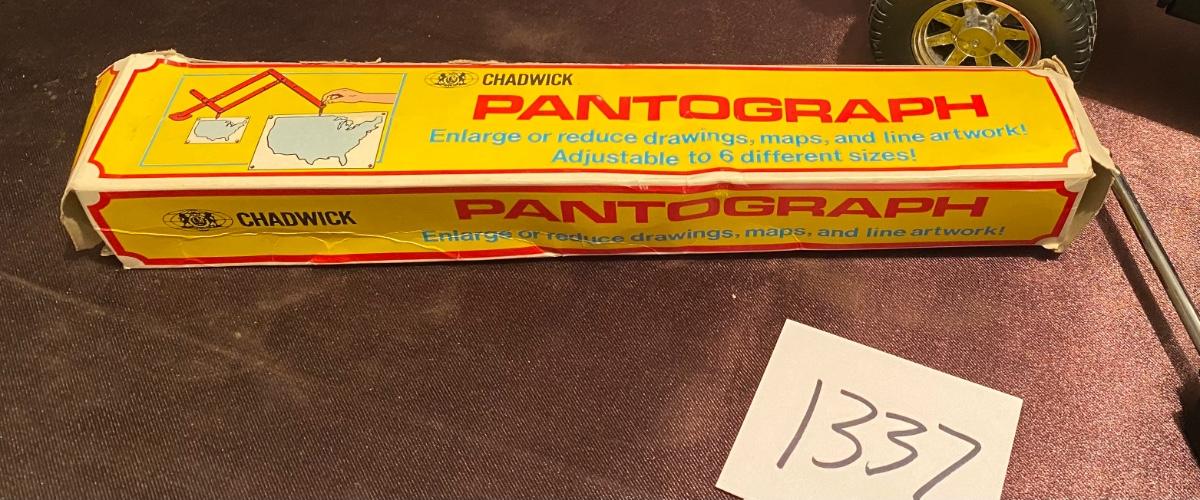 CHADWICK
PANTOGRAPH
Enlarge or reduce drawings, maps, and line artwork!
Adjustable to 6 different sizes!
CHADWICK
PANTOGRAPH
Enlarge or reduce drawings, maps, and line artwork!
1337